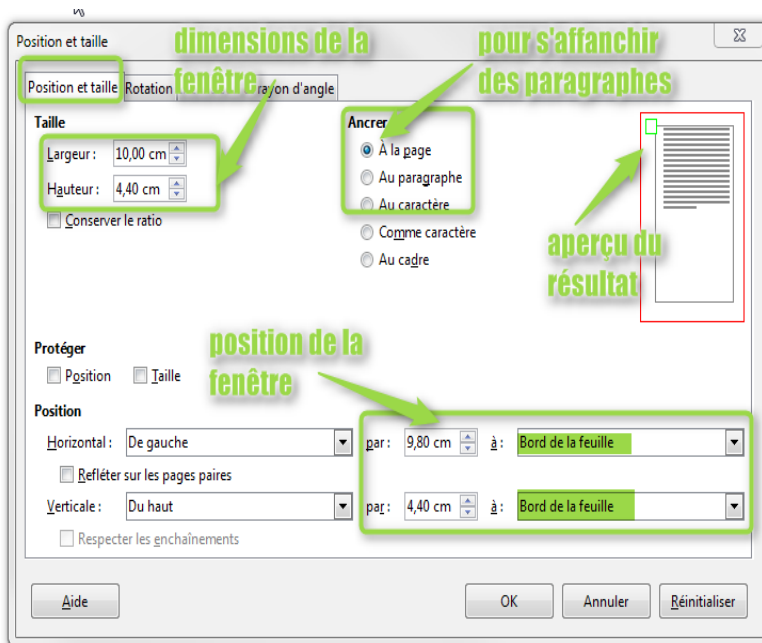 Position et taille
dimensions de la
fenêtre
pour s'affanchir
des paragraphes
Position et taille Rotation d'angle
Taille
Largeur : 10,00 cm
Hauteur : 4,40 cm
Conserver le ratio
Ancrer
À la page
Au paragraphe
Au caractère
Comme caractère
Au cadre
aperçu du
résultat
Protéger
Position Taille
position de la
fenêtre
Position
Horizontal : De gauche par : 9,80 cm à : Bord de la feuille
Refléter sur les pages paires
Verticale : Du haut par : 4,40 cm à : Bord de la feuille
Respecter les enchaînements
Aide OK Annuler Réinitialiser